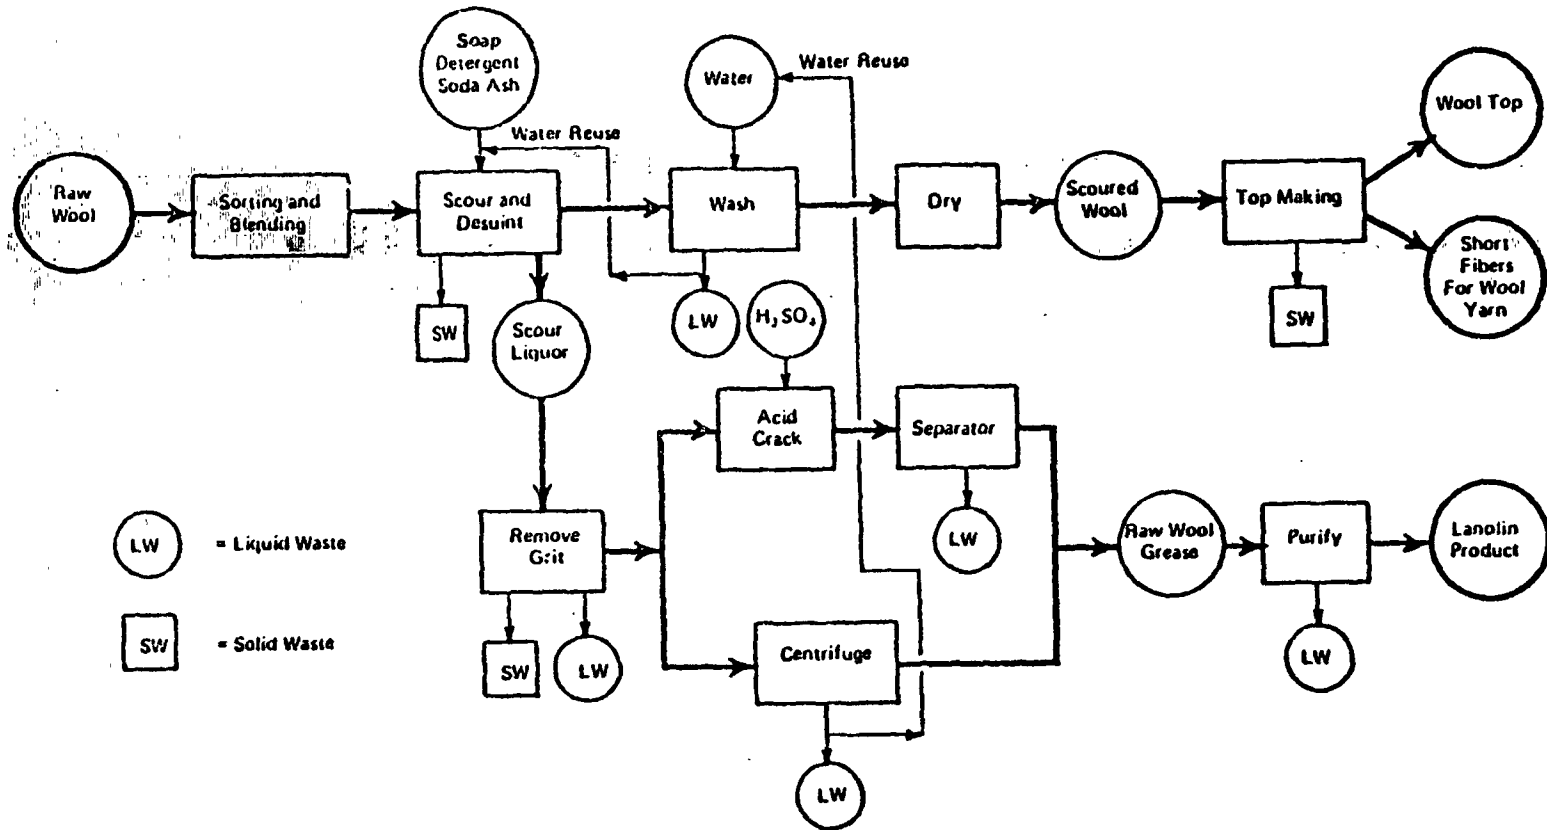 Soap
Detergent
Soda Ash
Water Reuse
Water
Water Reuse
Wool Top
Raw
Wool
Sorting and
Blending
Scour and
Desuint
Wash
Dry
Scoured
Wool
Top Making
Short
Fibers
For Wool
Yarn
SW
Scour
Liquor
LW
H₂SO₄
SW
Acid
Crack
Separator
LW
= Liquid Waste
Remove
Grit
LW
Raw Wool
Grease
Purify
Lanolin
Product
SW
= Solid Waste
SW
LW
Centrifuge
LW
LW